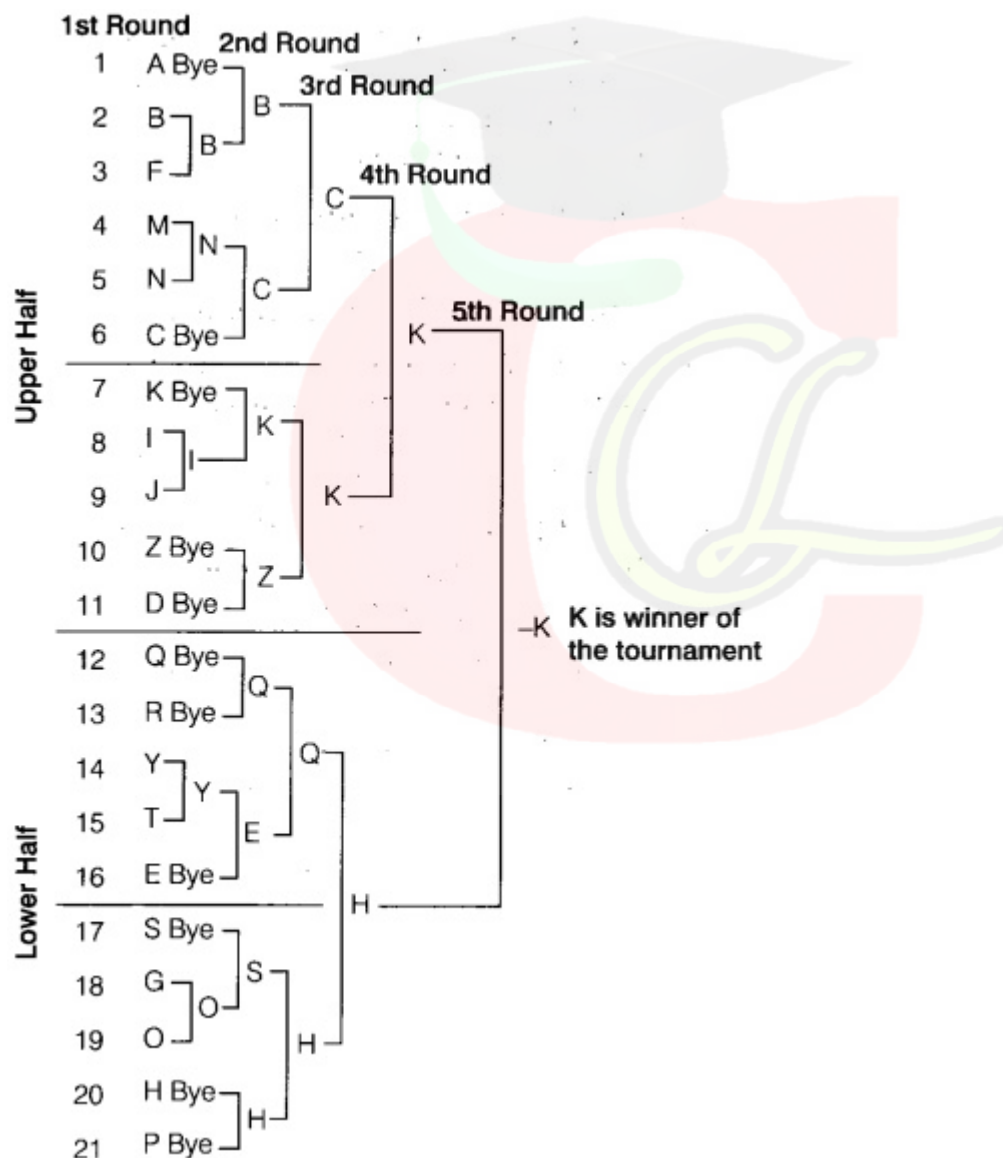 1st Round
2nd Round
3rd Round
4th Round
5th Round
Upper Half
Lower Half
1 A Bye
B
2 B
B
3 F
C
4 M
N
5 N
C
6 C Bye
K
7 K Bye
K
8 I
I
9 J
K
10 Z Bye
Z
11 D Bye
–K K is winner of
the tournament
12 Q Bye
Q
13 R Bye
Q
14 Y
Y
15 T
E
16 E Bye
H
17 S Bye
S
18 G
O
19 O
H
20 H Bye
H
21 P Bye